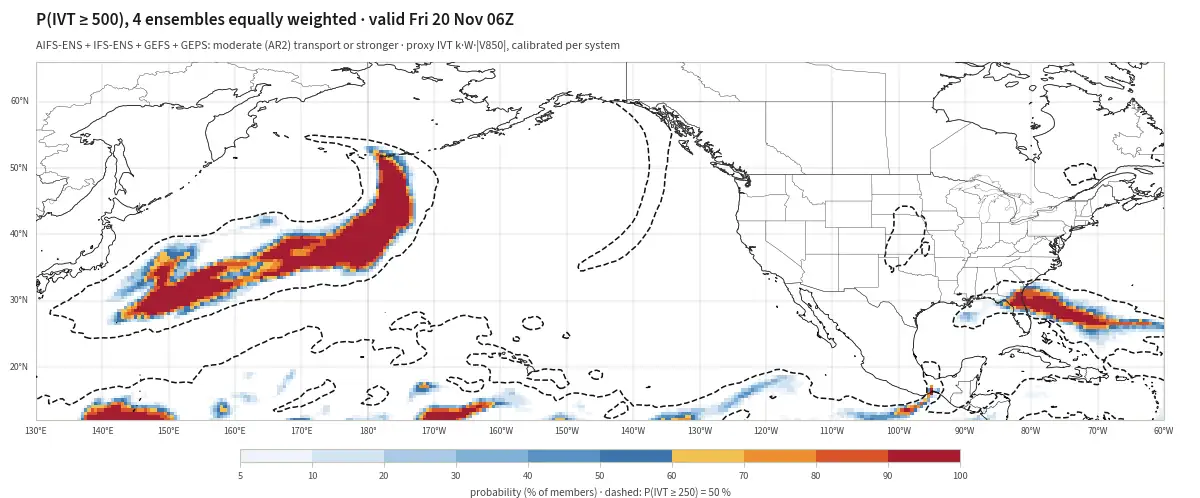 P(IVT ≥ 500), 4 ensembles equally weighted · valid Fri 20 Nov 06Z
AIFS-ENS + IFS-ENS + GEFS + GEPS: moderate (AR2) transport or stronger · proxy IVT k·W·|V850|, calibrated per system
60°N
50°N
40°N
30°N
20°N
130°E 140°E 150°E 160°E 170°E 180° 170°W 160°W 150°W 140°W 130°W 120°W 110°W 100°W 90°W 80°W 70°W 60°W
5 10 20 30 40 50 60 70 80 90 100
probability (% of members) · dashed: P(IVT ≥ 250) = 50 %